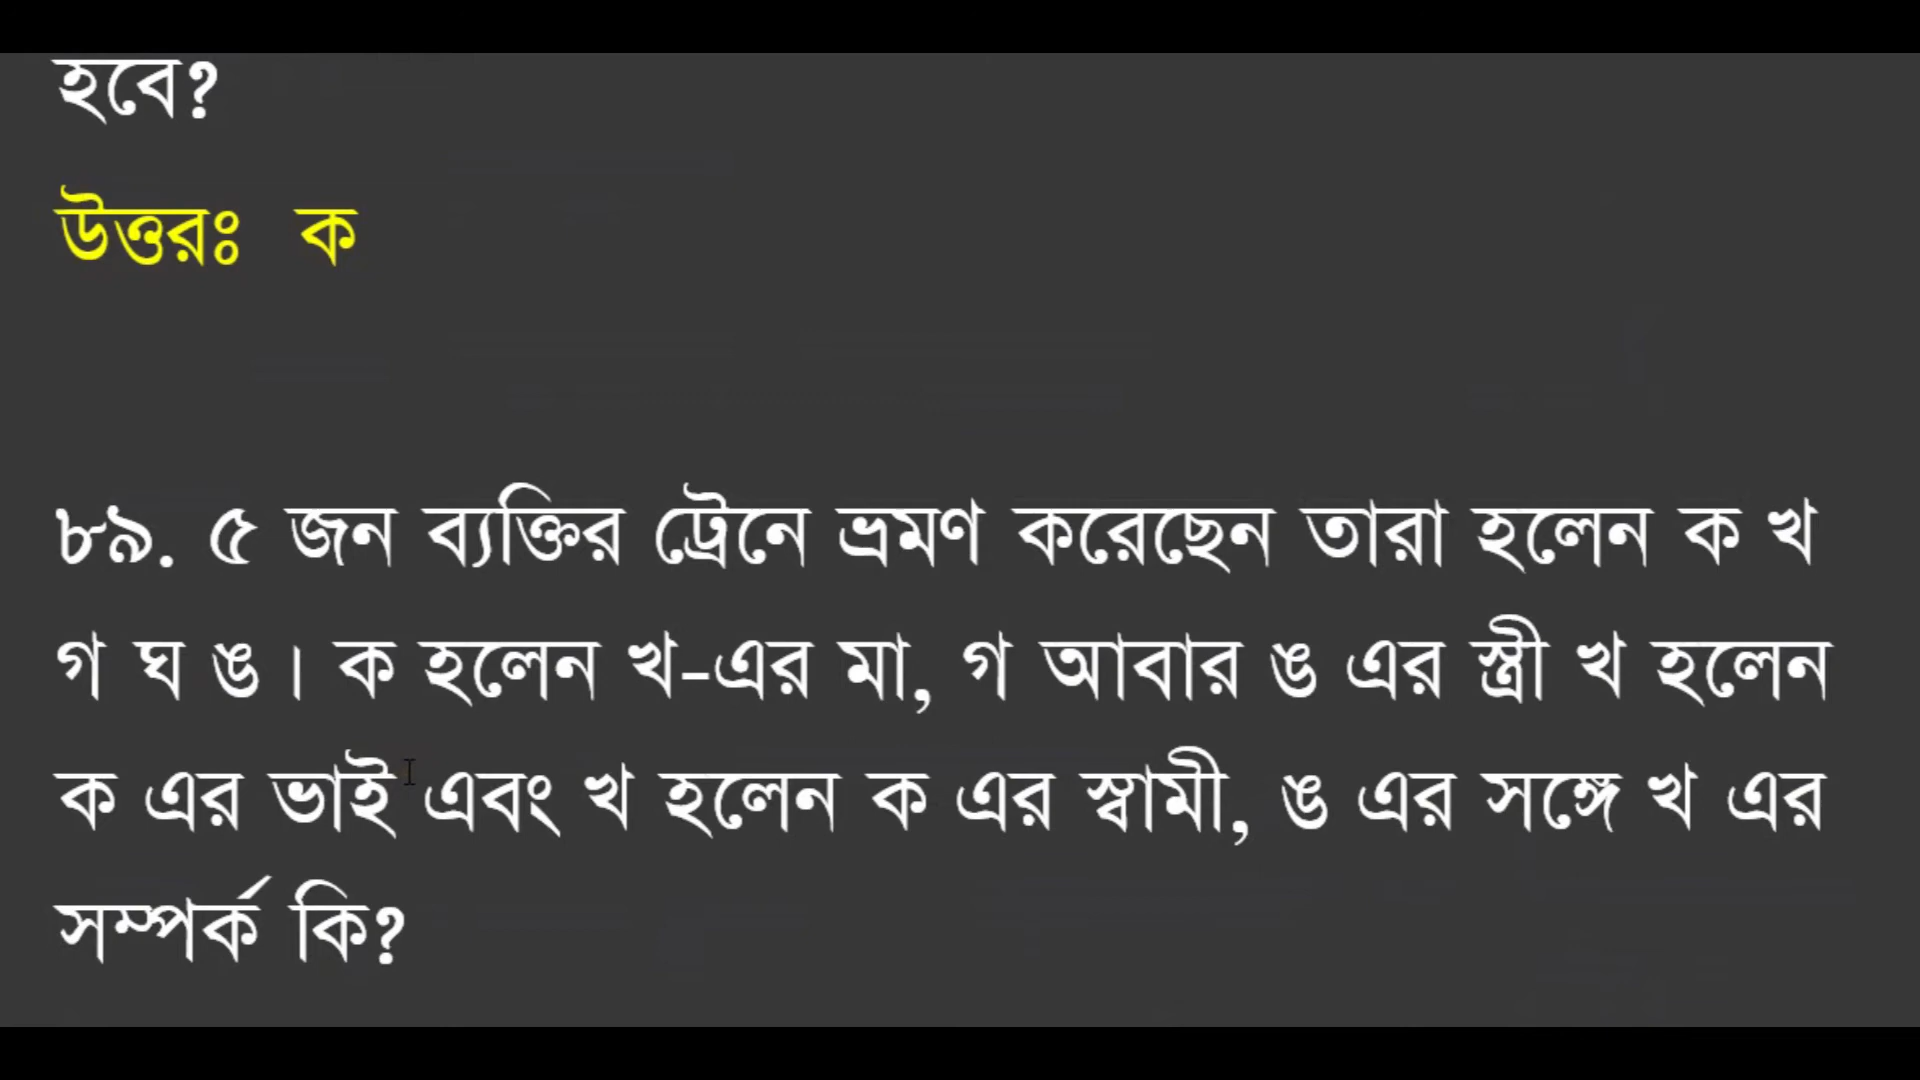 হবে?
উত্তরঃ ক
৮৯. ৫ জন ব্যক্তির ট্রেনে ভ্রমণ করেছেন তারা হলেন ক খ
গ ঘ ঙ। ক হলেন খ-এর মা, গ আবার ঙ এর স্ত্রী খ হলেন
ক এর ভাই এবং খ হলেন ক এর স্বামী, ঙ এর সঙ্গে খ এর
সম্পর্ক কি?